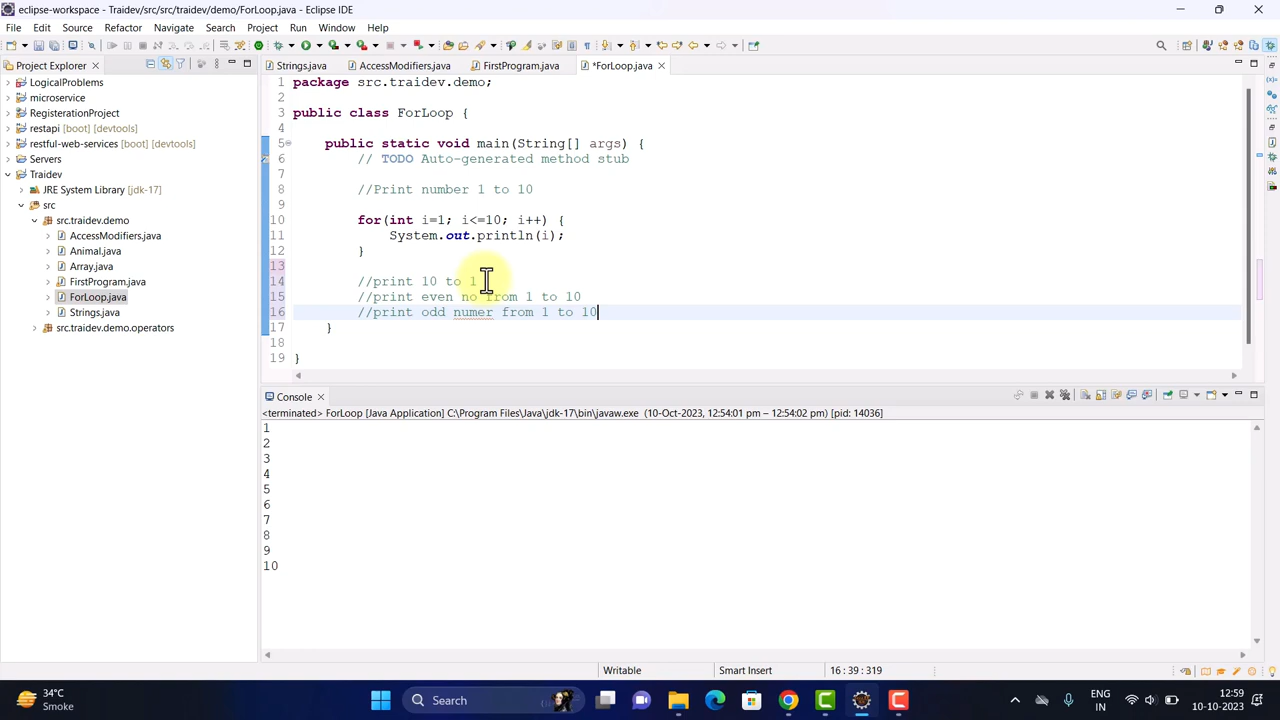 eclipse-workspace - Traidev/src/src/traidev/demo/ForLoop.java - Eclipse IDE
File Edit Source Refactor Navigate Search Project Run Window Help
Project Explorer
LogicalProblems
microservice
RegisterationProject
restapi [boot] [devtools]
restful-web-services [boot] [devtools]
Servers
Traidev
JRE System Library [jdk-17]
src
src.traidev.demo
AccessModifiers.java
Animal.java
Array.java
FirstProgram.java
ForLoop.java
Strings.java
src.traidev.demo.operators
Strings.java AccessModifiers.java FirstProgram.java *ForLoop.java
1 package src.traidev.demo;
2
3 public class ForLoop {
4
5 public static void main(String[] args) {
6 // TODO Auto-generated method stub
7
8 //Print number 1 to 10
9
10 for(int i=1; i<=10; i++) {
11 System.out.println(i);
12 }
13
14 //print 10 to 1
15 //print even no from 1 to 10
16 //print odd numer from 1 to 10
17 }
18
19 }
Console
<terminated> ForLoop [Java Application] C:\Program Files\Java\jdk-17\bin\javaw.exe (10-Oct-2023, 12:54:01 pm – 12:54:02 pm) [pid: 14036]
1
2
3
4
5
6
7
8
9
10
Writable Smart Insert 16 : 39 : 319
34°C
Smoke
Search
ENG
IN
12:59
10-10-2023